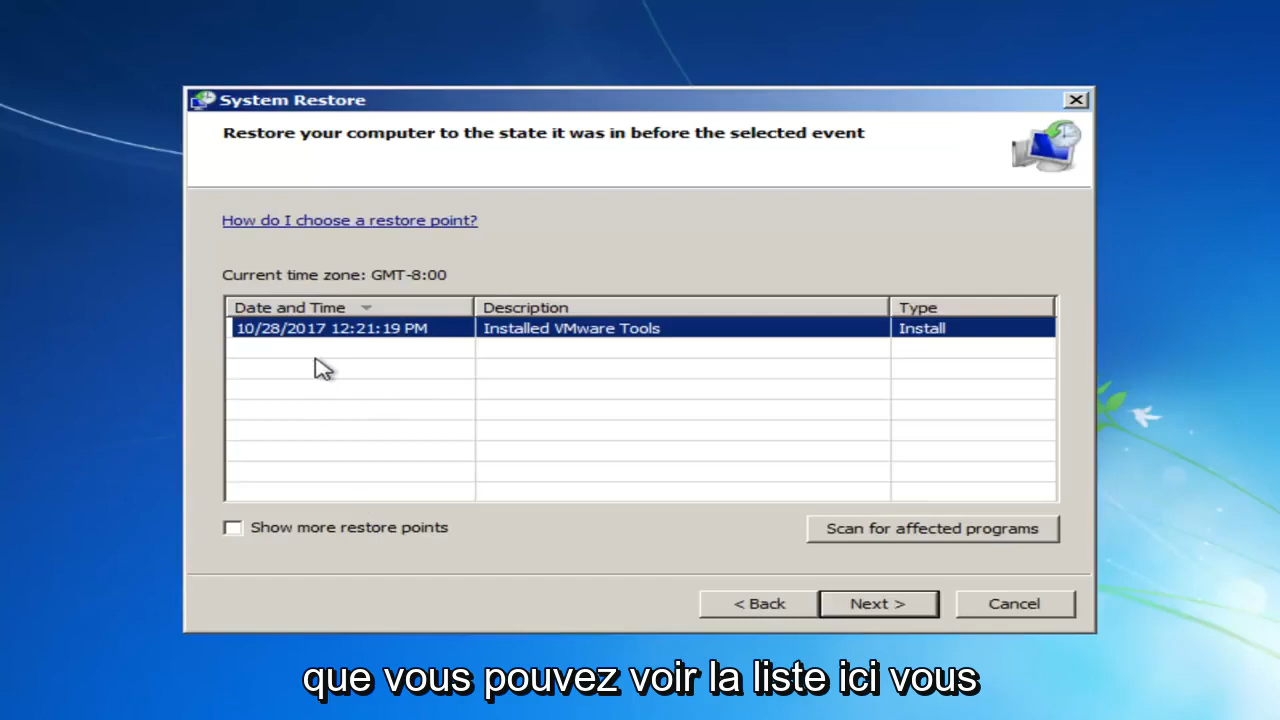 System Restore
Restore your computer to the state it was in before the selected event
How do I choose a restore point?
Current time zone: GMT-8:00
Date and Time Description Type
10/28/2017 12:21:19 PM Installed VMware Tools Install
Show more restore points Scan for affected programs
< Back Next > Cancel
que vous pouvez voir la liste ici vous